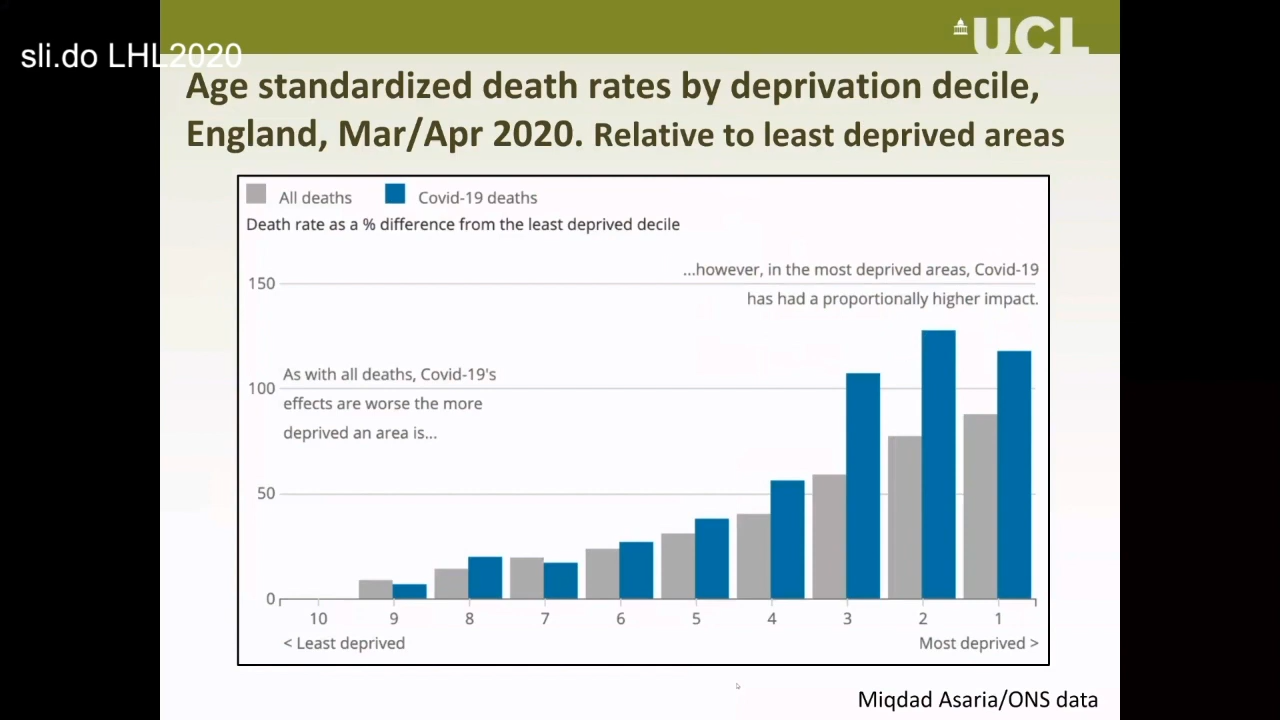 UCL
sli.do LHL2020
Age standardized death rates by deprivation decile,
England, Mar/Apr 2020. Relative to least deprived areas
All deaths Covid-19 deaths
Death rate as a % difference from the least deprived decile
...however, in the most deprived areas, Covid-19
150
has had a proportionally higher impact.
As with all deaths, Covid-19's
100
effects are worse the more
deprived an area is...
50
0
10 9 8 7 6 5 4 3 2 1
< Least deprived Most deprived >
Miqdad Asaria/ONS data